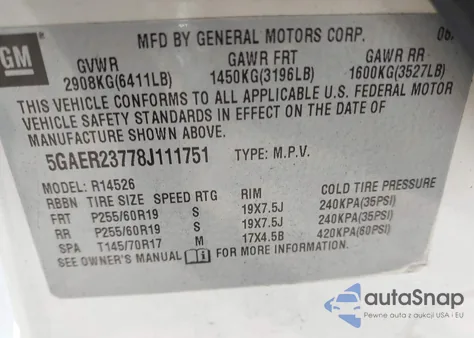 GM
MFD BY GENERAL MOTORS CORP.
GVWR GAWR FRT GAWR RR
2908KG(6411LB) 1450KG(3196LB) 1600KG(3527LB)
THIS VEHICLE CONFORMS TO ALL APPLICABLE U.S. FEDERAL MOTOR
VEHICLE SAFETY STANDARDS IN EFFECT ON THE DATE OF
MANUFACTURE SHOWN ABOVE.
5GAER23778J111751 TYPE: M.P.V.
MODEL: R14526
RBBN TIRE SIZE SPEED RTG RIM COLD TIRE PRESSURE
FRT P255/60R19 S 19X7.5J 240KPA(35PSI)
RR P255/60R19 S 19X7.5J 240KPA(35PSI)
SPA T145/70R17 M 17X4.5B 420KPA(60PSI)
SEE OWNER'S MANUAL FOR MORE INFORMATION.
autoSnap
Pewne auta z aukcji USA i EU